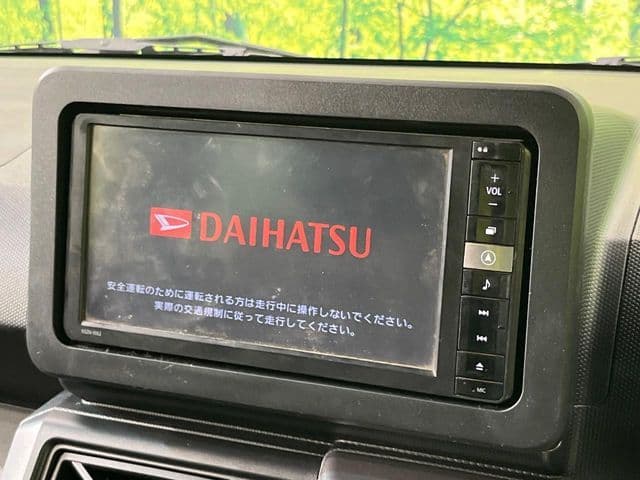 DAIHATSU
安全運転のために運転される方は走行中に操作しないでください。
実際の交通規制に従って走行してください。
+
VOL
-
MIC